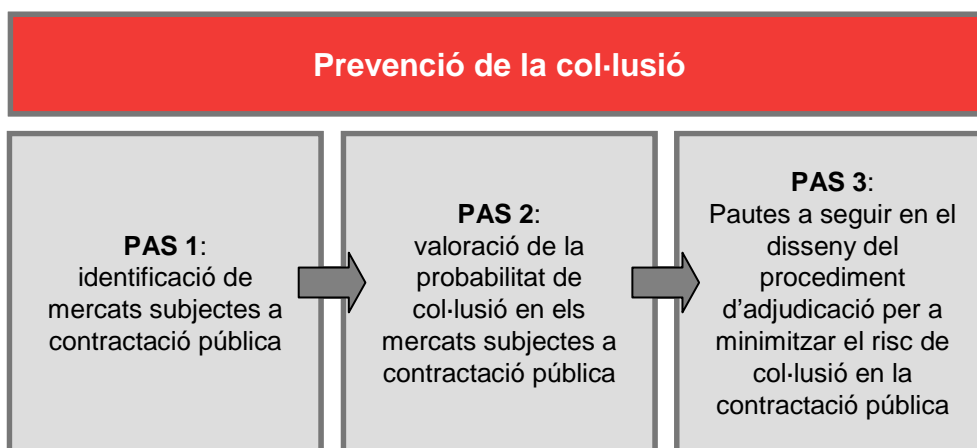 Prevenció de la col·lusió
PAS 1:
identificació de
mercats subjectes a
contractació pública
PAS 2:
valoració de la
probabilitat de
col·lusió en els
mercats subjectes a
contractació pública
PAS 3:
Pautes a seguir en el
disseny del
procediment
d'adjudicació per a
minimitzar el risc de
col·lusió en la
contractació pública